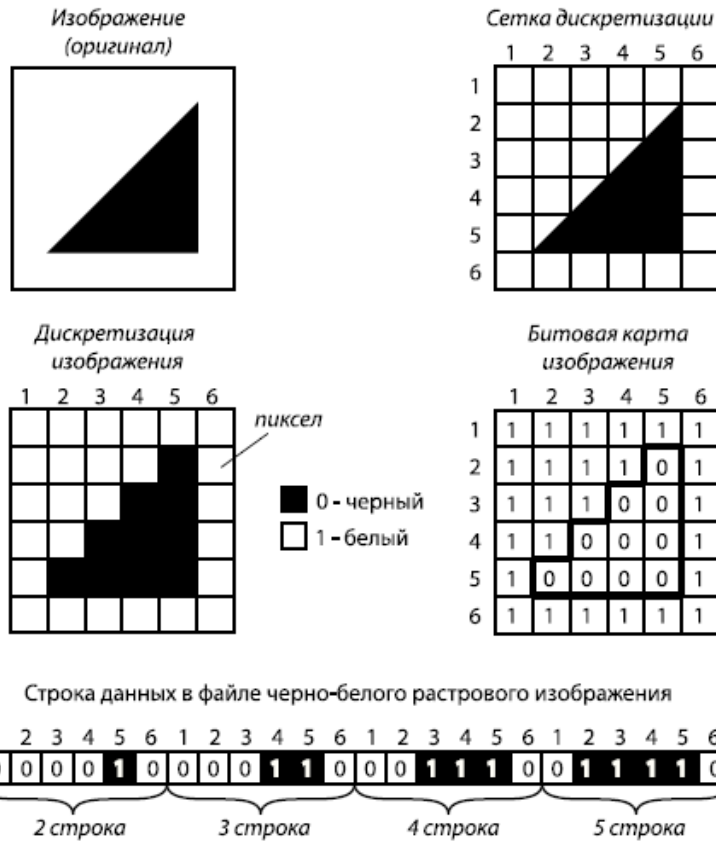 Изображение
(оригинал)
Сетка дискретизации
1 2 3 4 5 6
1
2
3
4
5
6
Дискретизация
изображения
1 2 3 4 5 6
пиксел
0 - черный
1 - белый
Битовая карта
изображения
1 2 3 4 5 6
1 1 1 1 1 1 1
2 1 1 1 1 0 1
3 1 1 1 0 0 1
4 1 1 0 0 0 1
5 1 0 0 0 0 1
6 1 1 1 1 1 1
Строка данных в файле черно-белого растрового изображения
2 3 4 5 6 1 2 3 4 5 6 1 2 3 4 5 6 1 2 3 4 5 6
0 0 0 0 1 0 0 0 0 1 1 0 0 0 1 1 1 0 0 1 1 1 1 0
2 строка 3 строка 4 строка 5 строка